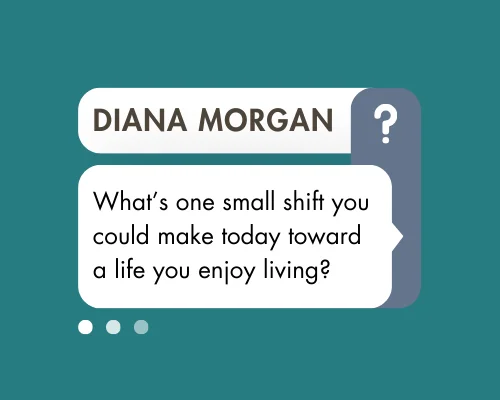 DIANA MORGAN
?
What's one small shift you
could make today toward
a life you enjoy living?